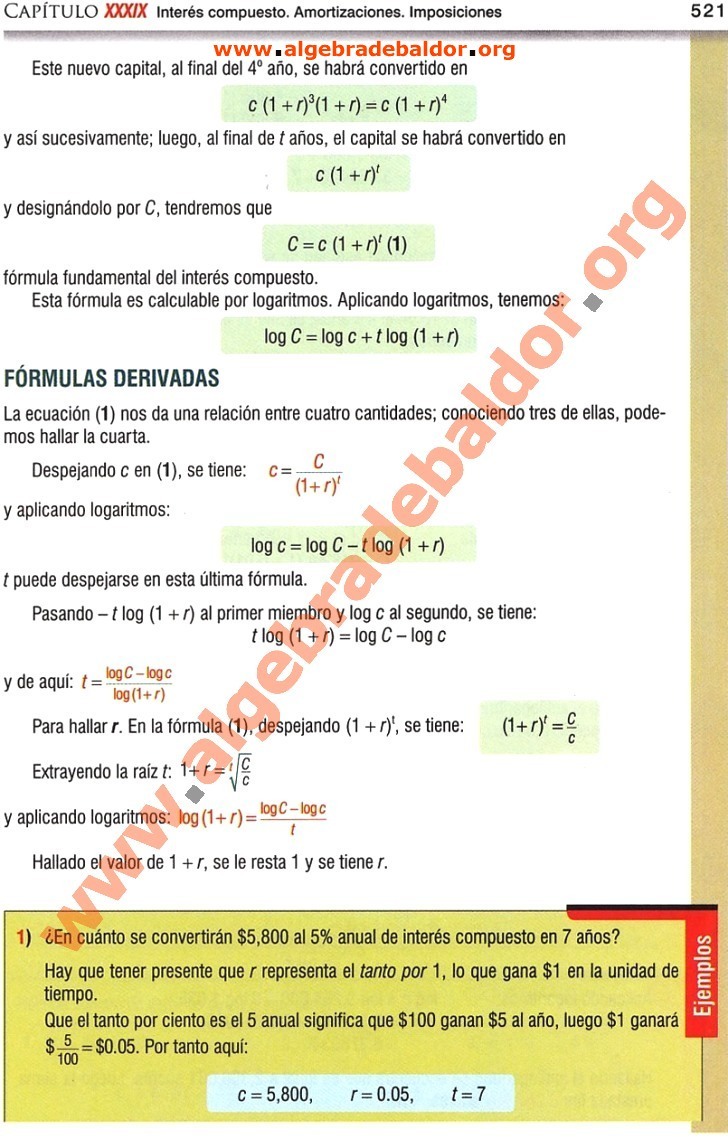 CAPÍTULO XXXIX Interés compuesto. Amortizaciones. Imposiciones 521
www.algebradebaldor.org
Este nuevo capital, al final del 4º año, se habrá convertido en
c (1 + r)³(1 + r) = c (1 + r)⁴
y así sucesivamente; luego, al final de t años, el capital se habrá convertido en
c (1 + r)ᵗ
y designándolo por C, tendremos que
C = c (1 + r)ᵗ (1)
fórmula fundamental del interés compuesto.
Esta fórmula es calculable por logaritmos. Aplicando logaritmos, tenemos:
log C = log c + t log (1 + r)
FÓRMULAS DERIVADAS
La ecuación (1) nos da una relación entre cuatro cantidades; conociendo tres de ellas, pode-
mos hallar la cuarta.
Despejando c en (1), se tiene: c = C/(1+r)ᵗ
y aplicando logaritmos:
log c = log C – t log (1 + r)
t puede despejarse en esta última fórmula.
Pasando – t log (1 + r) al primer miembro y log c al segundo, se tiene:
t log (1 + r) = log C – log c
y de aquí: t = (log C – log c)/(log (1 + r))
Para hallar r. En la fórmula (1), despejando (1 + r)ᵗ, se tiene: (1 + r)ᵗ = C/c
Extrayendo la raíz t: 1 + r = ᵗ√(C/c)
y aplicando logaritmos: log (1 + r) = (log C – log c)/t
Hallado el valor de 1 + r, se le resta 1 y se tiene r.
www.algebradebaldor.org
Ejemplos
1) ¿En cuánto se convertirán $5,800 al 5% anual de interés compuesto en 7 años?
Hay que tener presente que r representa el tanto por 1, lo que gana $1 en la unidad de
tiempo.
Que el tanto por ciento es el 5 anual significa que $100 ganan $5 al año, luego $1 ganará
$ 5/100 = $0.05. Por tanto aquí:
c = 5,800, r = 0.05, t = 7